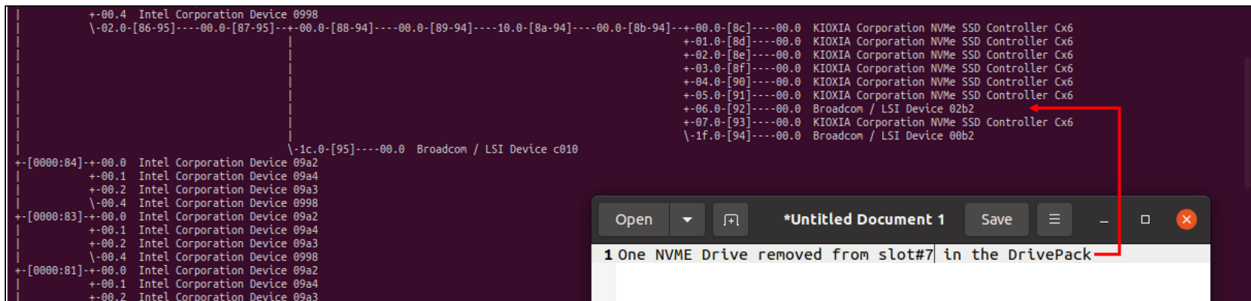 |            +-00.4  Intel Corporation Device 0998
|            \-02.0-[86-95]----00.0-[87-95]--+-00.0-[88-94]----00.0-[89-94]----10.0-[8a-94]----00.0-[8b-94]--+-00.0-[8c]----00.0  KIOXIA Corporation NVMe SSD Controller Cx6
+-01.0-[8d]----00.0  KIOXIA Corporation NVMe SSD Controller Cx6
+-02.0-[8e]----00.0  KIOXIA Corporation NVMe SSD Controller Cx6
+-03.0-[8f]----00.0  KIOXIA Corporation NVMe SSD Controller Cx6
+-04.0-[90]----00.0  KIOXIA Corporation NVMe SSD Controller Cx6
+-05.0-[91]----00.0  KIOXIA Corporation NVMe SSD Controller Cx6
+-06.0-[92]----00.0  Broadcom / LSI Device 02b2
+-07.0-[93]----00.0  KIOXIA Corporation NVMe SSD Controller Cx6
\-1f.0-[94]----00.0  Broadcom / LSI Device 00b2
\-1c.0-[95]----00.0  Broadcom / LSI Device c010
+-[0000:84]-+-00.0  Intel Corporation Device 09a2
|            +-00.1  Intel Corporation Device 09a4
|            +-00.2  Intel Corporation Device 09a3
|            \-00.4  Intel Corporation Device 0998
+-[0000:83]-+-00.0  Intel Corporation Device 09a2
|            +-00.1  Intel Corporation Device 09a4
|            +-00.2  Intel Corporation Device 09a3
|            \-00.4  Intel Corporation Device 0998
+-[0000:81]-+-00.0  Intel Corporation Device 09a2
|            +-00.1  Intel Corporation Device 09a4
|            +-00.2  Intel Corporation Device 09a3
Open *Untitled Document 1 Save
1 One NVME Drive removed from slot#7 in the DrivePack